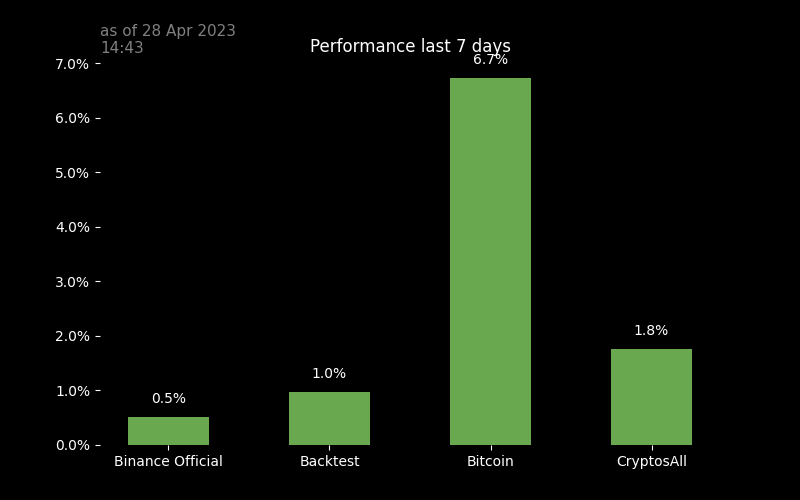 as of 28 Apr 2023
14:43
Performance last 7 days
7.0%
6.0%
5.0%
4.0%
3.0%
2.0%
1.0%
0.0%
0.5%
1.0%
6.7%
1.8%
Binance Official
Backtest
Bitcoin
CryptosAll